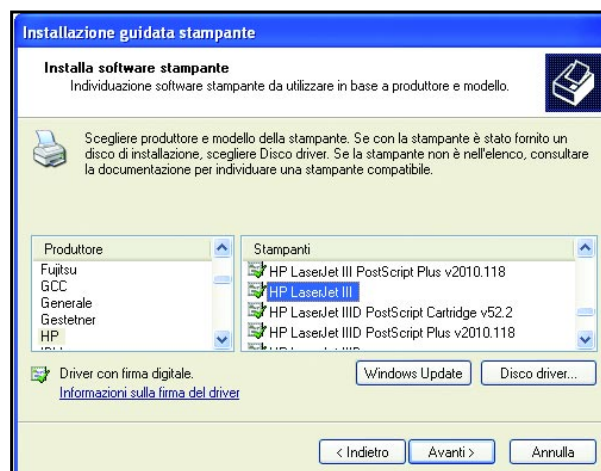 Installazione guidata stampante
Installa software stampante
Individuazione software stampante da utilizzare in base a produttore e modello.
Scegliere produttore e modello della stampante. Se con la stampante è stato fornito un
disco di installazione, scegliere Disco driver. Se la stampante non è nell'elenco, consultare
la documentazione per individuare una stampante compatibile.
Produttore
Fujitsu
GCC
Generale
Gestetner
HP
Stampanti
HP LaserJet III PostScript Plus v2010.118
HP LaserJet III
HP LaserJet IIID PostScript Cartridge v52.2
HP LaserJet IIID PostScript Plus v2010.118
Driver con firma digitale.
Informazioni sulla firma del driver
Windows Update
Disco driver...
< Indietro
Avanti >
Annulla